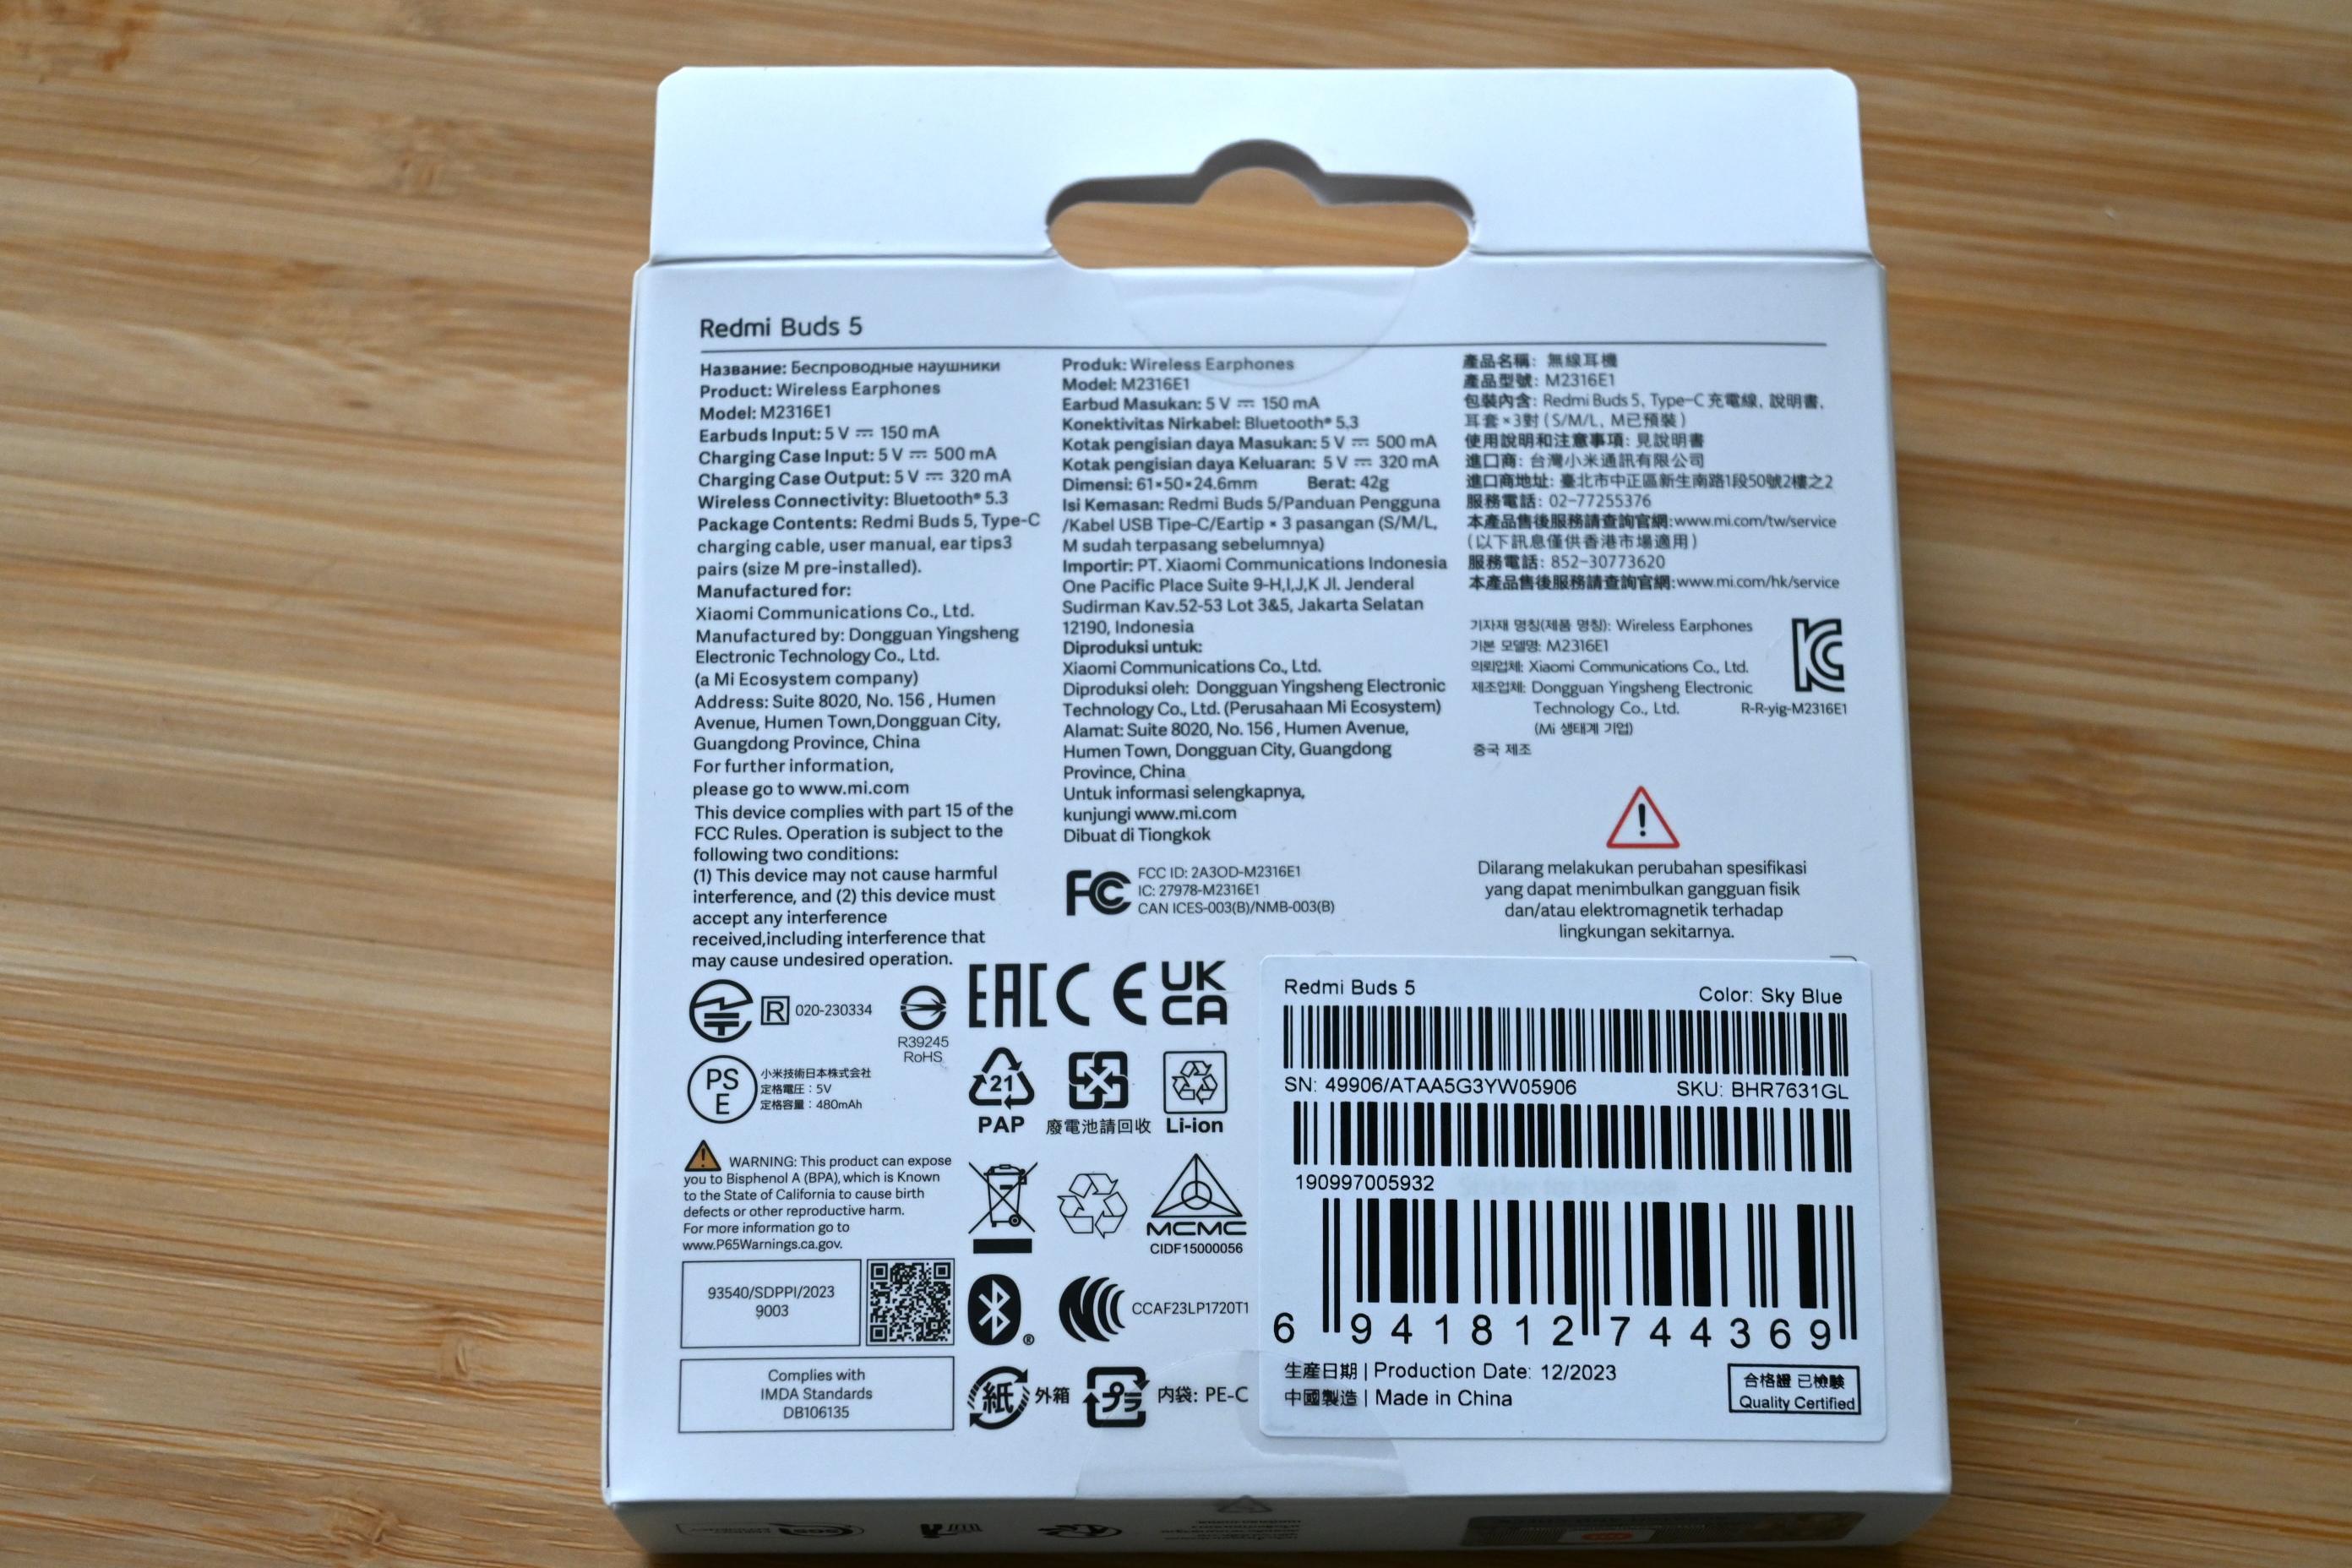 Redmi Buds 5
Название: Беспроводные наушники
Product: Wireless Earphones
Model: M2316E1
Earbuds Input: 5 V ⎓ 150 mA
Charging Case Input: 5 V ⎓ 500 mA
Charging Case Output: 5 V ⎓ 320 mA
Wireless Connectivity: Bluetooth® 5.3
Package Contents: Redmi Buds 5, Type-C
charging cable, user manual, ear tips3
pairs (size M pre-installed).
Manufactured for:
Xiaomi Communications Co., Ltd.
Manufactured by: Dongguan Yingsheng
Electronic Technology Co., Ltd.
(a Mi Ecosystem company)
Address: Suite 8020, No. 156 , Humen
Avenue, Humen Town,Dongguan City,
Guangdong Province, China
For further information,
please go to www.mi.com
This device complies with part 15 of the
FCC Rules. Operation is subject to the
following two conditions:
(1) This device may not cause harmful
interference, and (2) this device must
accept any interference
received,including interference that
may cause undesired operation.
Produk: Wireless Earphones
Model: M2316E1
Earbud Masukan: 5 V ⎓ 150 mA
Konektivitas Nirkabel: Bluetooth® 5.3
Kotak pengisian daya Masukan: 5 V ⎓ 500 mA
Kotak pengisian daya Keluaran: 5 V ⎓ 320 mA
Dimensi: 61×50×24.6mm Berat: 42g
Isi Kemasan: Redmi Buds 5/Panduan Pengguna
/Kabel USB Tipe-C/Eartip × 3 pasangan (S/M/L,
M sudah terpasang sebelumnya)
Importir: PT. Xiaomi Communications Indonesia
One Pacific Place Suite 9-H,I,J,K Jl. Jenderal
Sudirman Kav.52-53 Lot 3&5, Jakarta Selatan
12190, Indonesia
Diproduksi untuk:
Xiaomi Communications Co., Ltd.
Diproduksi oleh: Dongguan Yingsheng Electronic
Technology Co., Ltd. (Perusahaan Mi Ecosystem)
Alamat: Suite 8020, No. 156 , Humen Avenue,
Humen Town, Dongguan City, Guangdong
Province, China
Untuk informasi selengkapnya,
kunjungi www.mi.com
Dibuat di Tiongkok
FC
FCC ID: 2A3OD-M2316E1
IC: 27978-M2316E1
CAN ICES-003(B)/NMB-003(B)
產品名稱: 無線耳機
產品型號: M2316E1
包裝內含: Redmi Buds 5, Type-C 充電線, 說明書,
耳套×3對 (S/M/L, M已預裝)
使用說明和注意事項: 見說明書
進口商: 台灣小米通訊有限公司
進口商地址: 臺北市中正區新生南路1段50號2樓之2
服務電話: 02-77255376
本產品售後服務請查詢官網:www.mi.com/tw/service
(以下訊息僅供香港市場適用)
服務電話: 852-30773620
本產品售後服務請查詢官網:www.mi.com/hk/service
기자재 명칭(제품 명칭): Wireless Earphones
기본 모델명: M2316E1
의뢰업체: Xiaomi Communications Co., Ltd.
제조업체: Dongguan Yingsheng Electronic
Technology Co., Ltd.
(Mi 생태계 기업)
중국 제조
KC
R-R-yig-M2316E1
Dilarang melakukan perubahan spesifikasi
yang dapat menimbulkan gangguan fisik
dan/atau elektromagnetik terhadap
lingkungan sekitarnya.
R 020-230334
R39245
RoHS
EAC CE UK
CA
PS
E
小米技術日本株式会社
定格電圧：5V
定格容量：480mAh
21
PAP
廢電池請回收
Li-ion
WARNING: This product can expose
you to Bisphenol A (BPA), which is Known
to the State of California to cause birth
defects or other reproductive harm.
For more information go to
www.P65Warnings.ca.gov.
MCMC
CIDF15000056
93540/SDPPI/2023
9003
CCAF23LP1720T1
Complies with
IMDA Standards
DB106135
紙 外箱
プラ 内袋: PE-C
Redmi Buds 5
Color: Sky Blue
SN: 49906/ATAA5G3YW05906 SKU: BHR7631GL
190997005932
6 941812 744369
生產日期 | Production Date: 12/2023
中國製造 | Made in China
合格證 已檢驗
Quality Certified